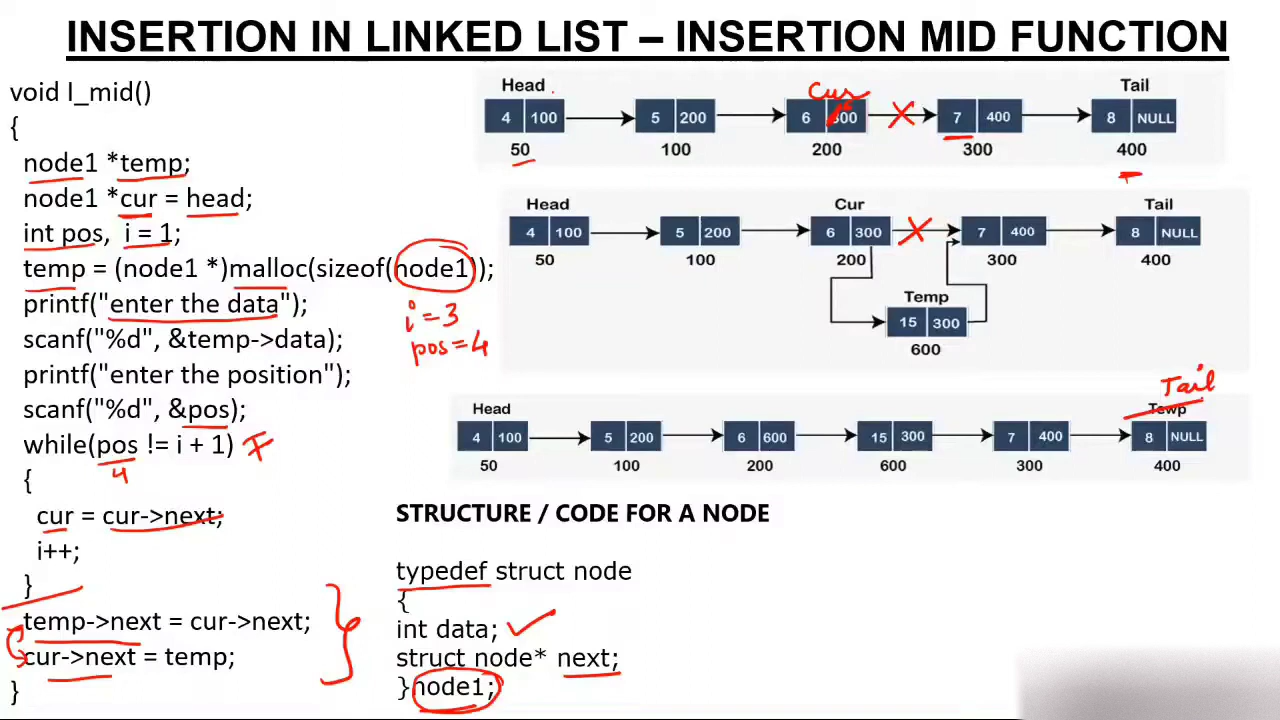 INSERTION IN LINKED LIST – INSERTION MID FUNCTION
void I_mid()
{
node1 *temp;
node1 *cur = head;
int pos, i = 1;
temp = (node1 *)malloc(sizeof(node1));
printf("enter the data");
scanf("%d", &temp->data);
printf("enter the position");
scanf("%d", &pos);
while(pos != i + 1) F
4
{
cur = cur->next;
i++;
}
temp->next = cur->next;
cur->next = temp;
}
i = 3
pos = 4
Head Cur Tail
4 100 5 200 6 300 7 400 8 NULL
50 100 200 300 400
Head Cur Tail
4 100 5 200 6 300 7 400 8 NULL
50 100 200 300 400
Temp
15 300
600
Tail
Head Temp
4 100 5 200 6 600 15 300 7 400 8 NULL
50 100 200 600 300 400
STRUCTURE / CODE FOR A NODE
typedef struct node
{
int data;
struct node* next;
}node1;